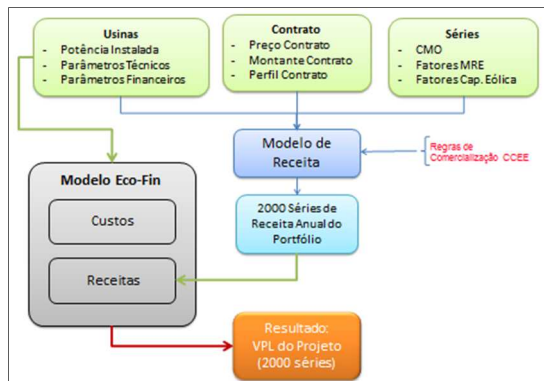 Usinas
- Potência Instalada
- Parâmetros Técnicos
- Parâmetros Financeiros
Contrato
- Preço Contrato
- Montante Contrato
- Perfil Contrato
Séries
- CMO
- Fatores MRE
- Fatores Cap. Eólica
Modelo de
Receita
Regras de
Comercialização CCEE
Modelo Eco-Fin
Custos
Receitas
2000 Séries de
Receita Anual do
Portfólio
Resultado:
VPL do Projeto
(2000 séries)